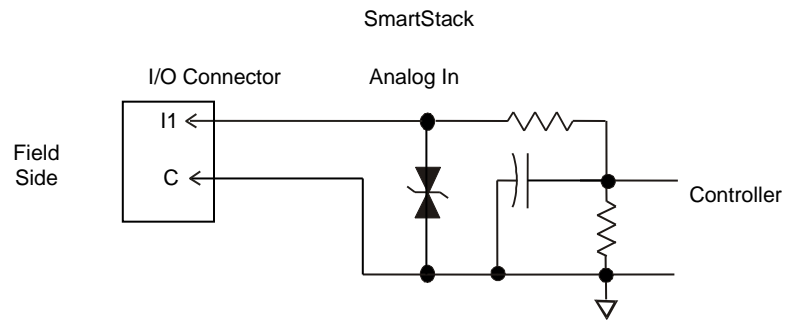 SmartStack
I/O Connector
Analog In
I1
Field
Side
C
Controller